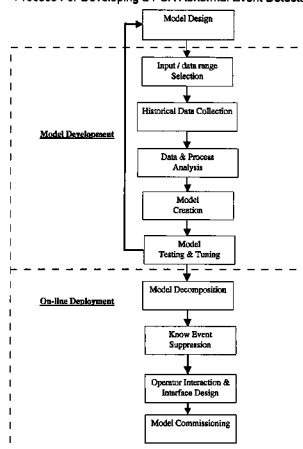 Process For Developing a PCA Abnormal Event
Model Design
Input / data range
Selection
Historical Data Collection
Model Development
Data & Process
Analysis
Model
Creation
Model
Testing & Tuning
On-line Deployment
Model Decomposition
Know Event
Suppression
Operator Interaction &
Interface Design
Model Commissioning